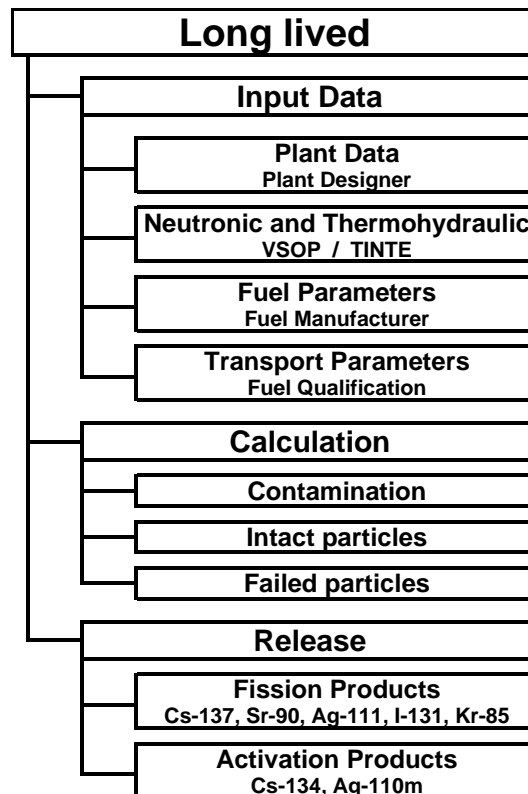 Long lived
Input Data
Plant Data
Plant Designer
Neutronic and Thermohydraulic
VSOP / TINTE
Fuel Parameters
Fuel Manufacturer
Transport Parameters
Fuel Qualification
Calculation
Contamination
Intact particles
Failed particles
Release
Fission Products
Cs-137, Sr-90, Ag-111, I-131, Kr-85
Activation Products
Cs-134, Ag-110m